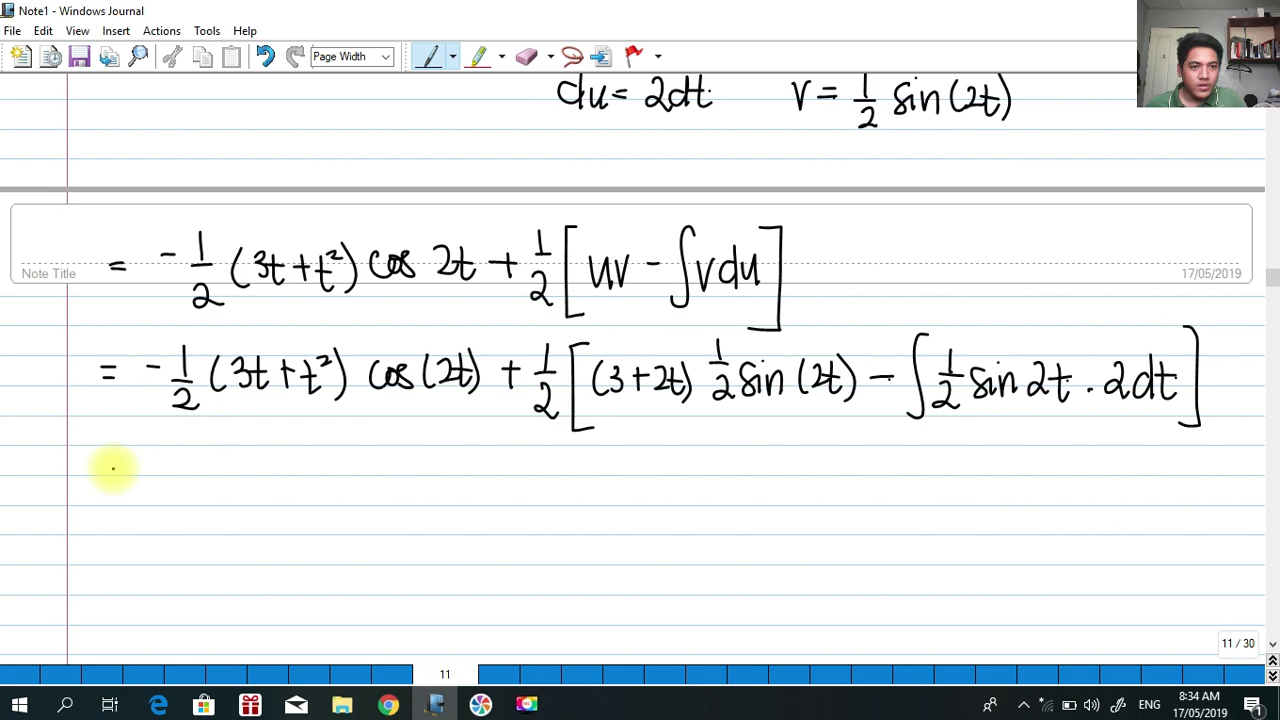 Note1 - Windows Journal
File Edit View Insert Actions Tools Help
Page Width
du = 2dt v = 1/2 sin(2t)
= -1/2 (3t+t²) cos 2t + 1/2 [uv - ∫vdu]
Note Title 17/05/2019
= -1/2 (3t+t²) cos(2t) + 1/2 [(3+2t) 1/2 sin(2t) - ∫1/2 sin 2t · 2dt]
11 / 30
11
ENG
8:34 AM
17/05/2019
1